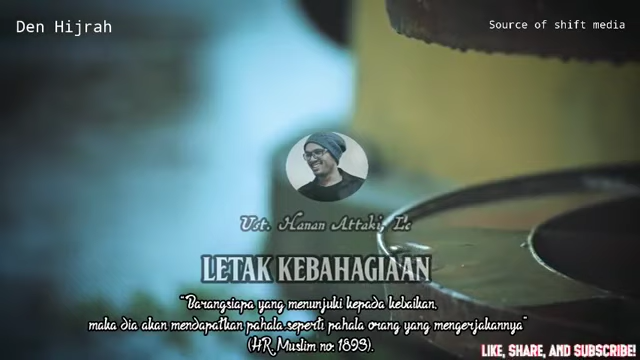 Den Hijrah
Source of shift media
Ust. Hanan Attaki, Lc
LETAK KEBAHAGIAAN
"Barangsiapa yang menunjuki kepada kebaikan,
maka dia akan mendapatkan pahala seperti pahala orang yang mengerjakannya"
(HR. Muslim no: 1893).
LIKE, SHARE, AND SUBSCRIBE!